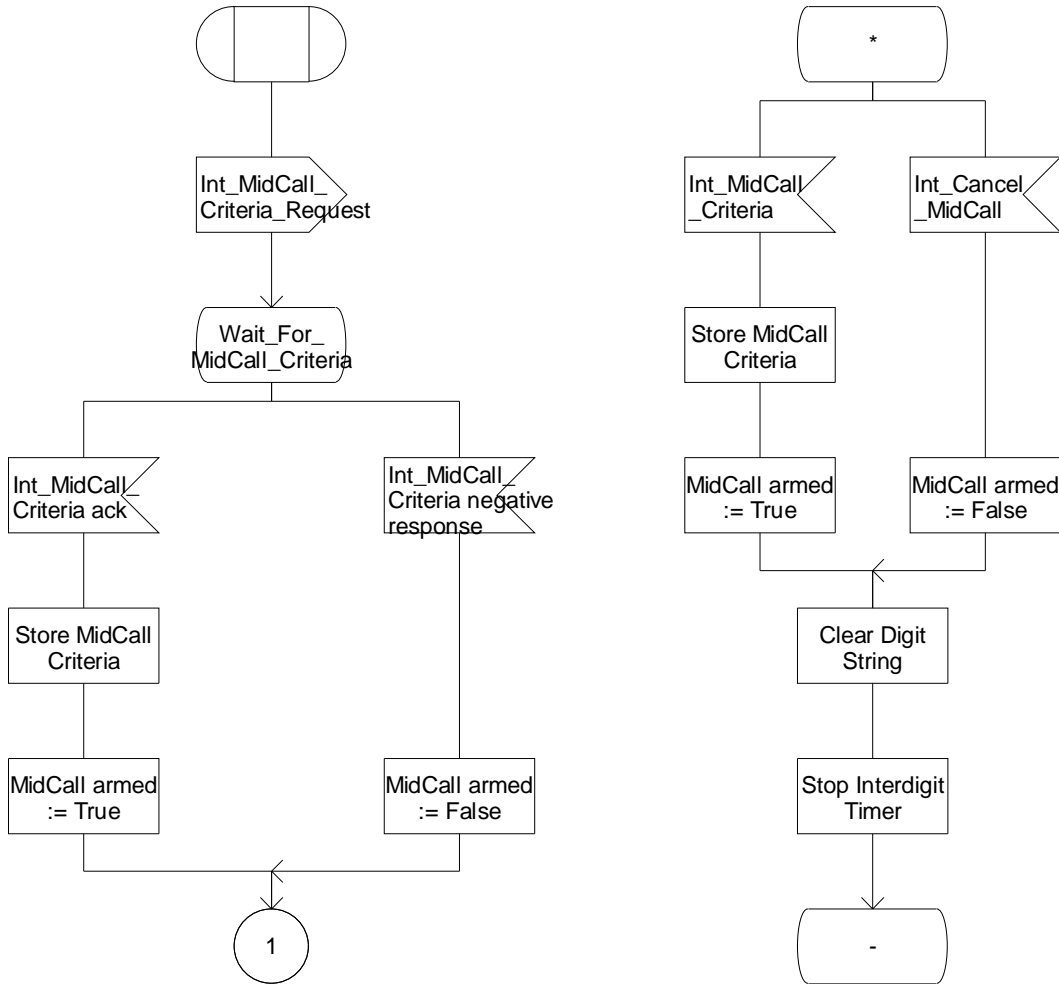 Int_MidCall_
Criteria_Request
Wait_For_
MidCall_Criteria
Int_MidCall_
Criteria ack
Int_MidCall_
Criteria negative
response
Store MidCall
Criteria
MidCall armed
:= True
MidCall armed
:= False
1
*
Int_MidCall
_Criteria
Int_Cancel
_MidCall
Store MidCall
Criteria
MidCall armed
:= True
MidCall armed
:= False
Clear Digit
String
Stop Interdigit
Timer
-